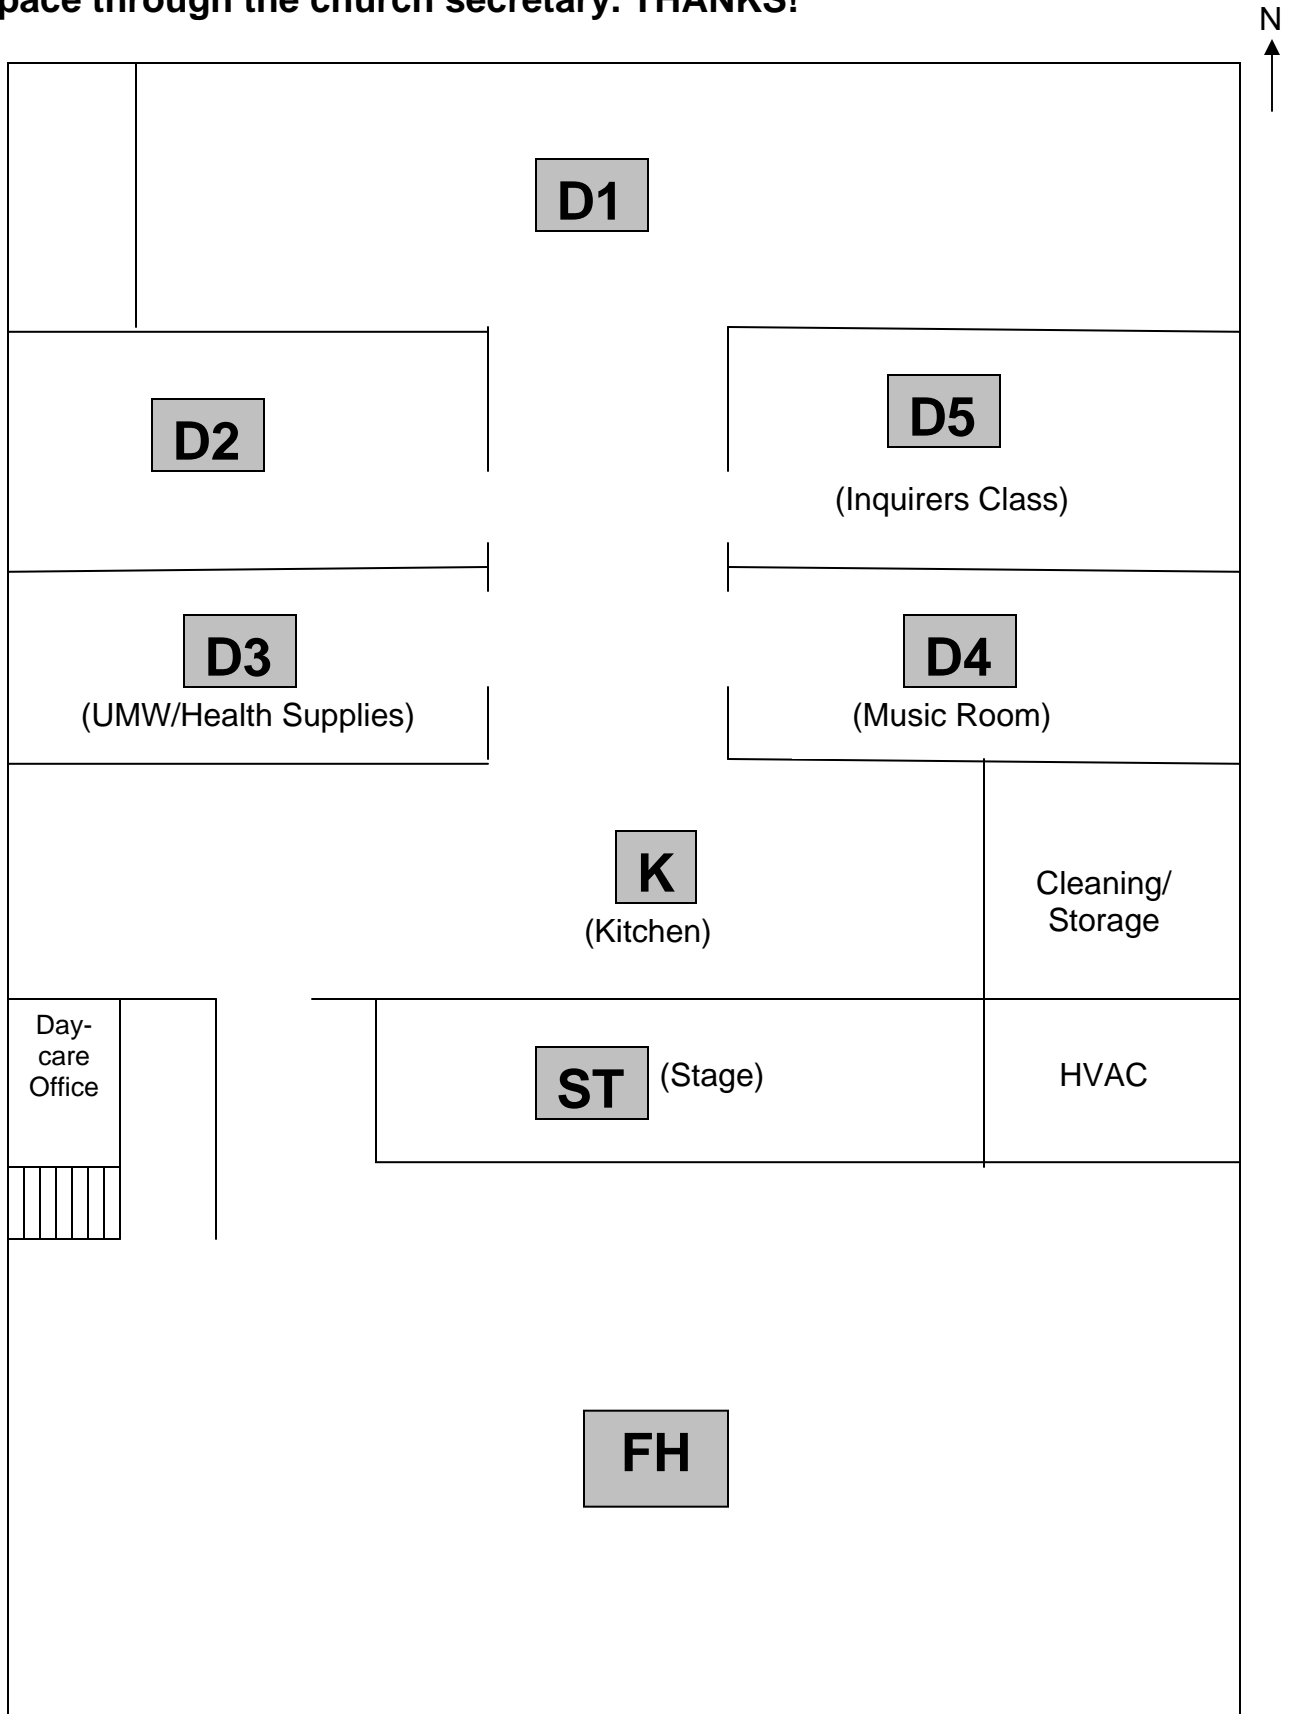 pace through the church secretary. THANKS!
N
D1
D2
D5
(Inquirers Class)
D3
(UMW/Health Supplies)
D4
(Music Room)
K
(Kitchen)
Cleaning/
Storage
Day-
care
Office
ST (Stage)
HVAC
FH